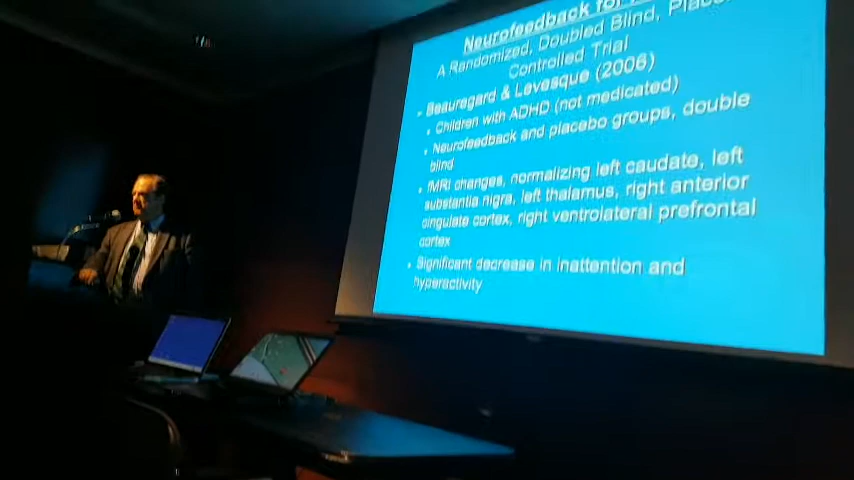 Neurofeedback for
A Randomized, Doubled Blind,
Controlled Trial
Beauregard & Levesque (2006)
Children with ADHD (not medicated)
Neurofeedback and placebo groups, double
blind
fMRI changes, normalizing left caudate, left
substantia nigra, left thalamus, right anterior
cingulate cortex, right ventrolateral prefrontal
cortex
Significant decrease in inattention and
hyperactivity